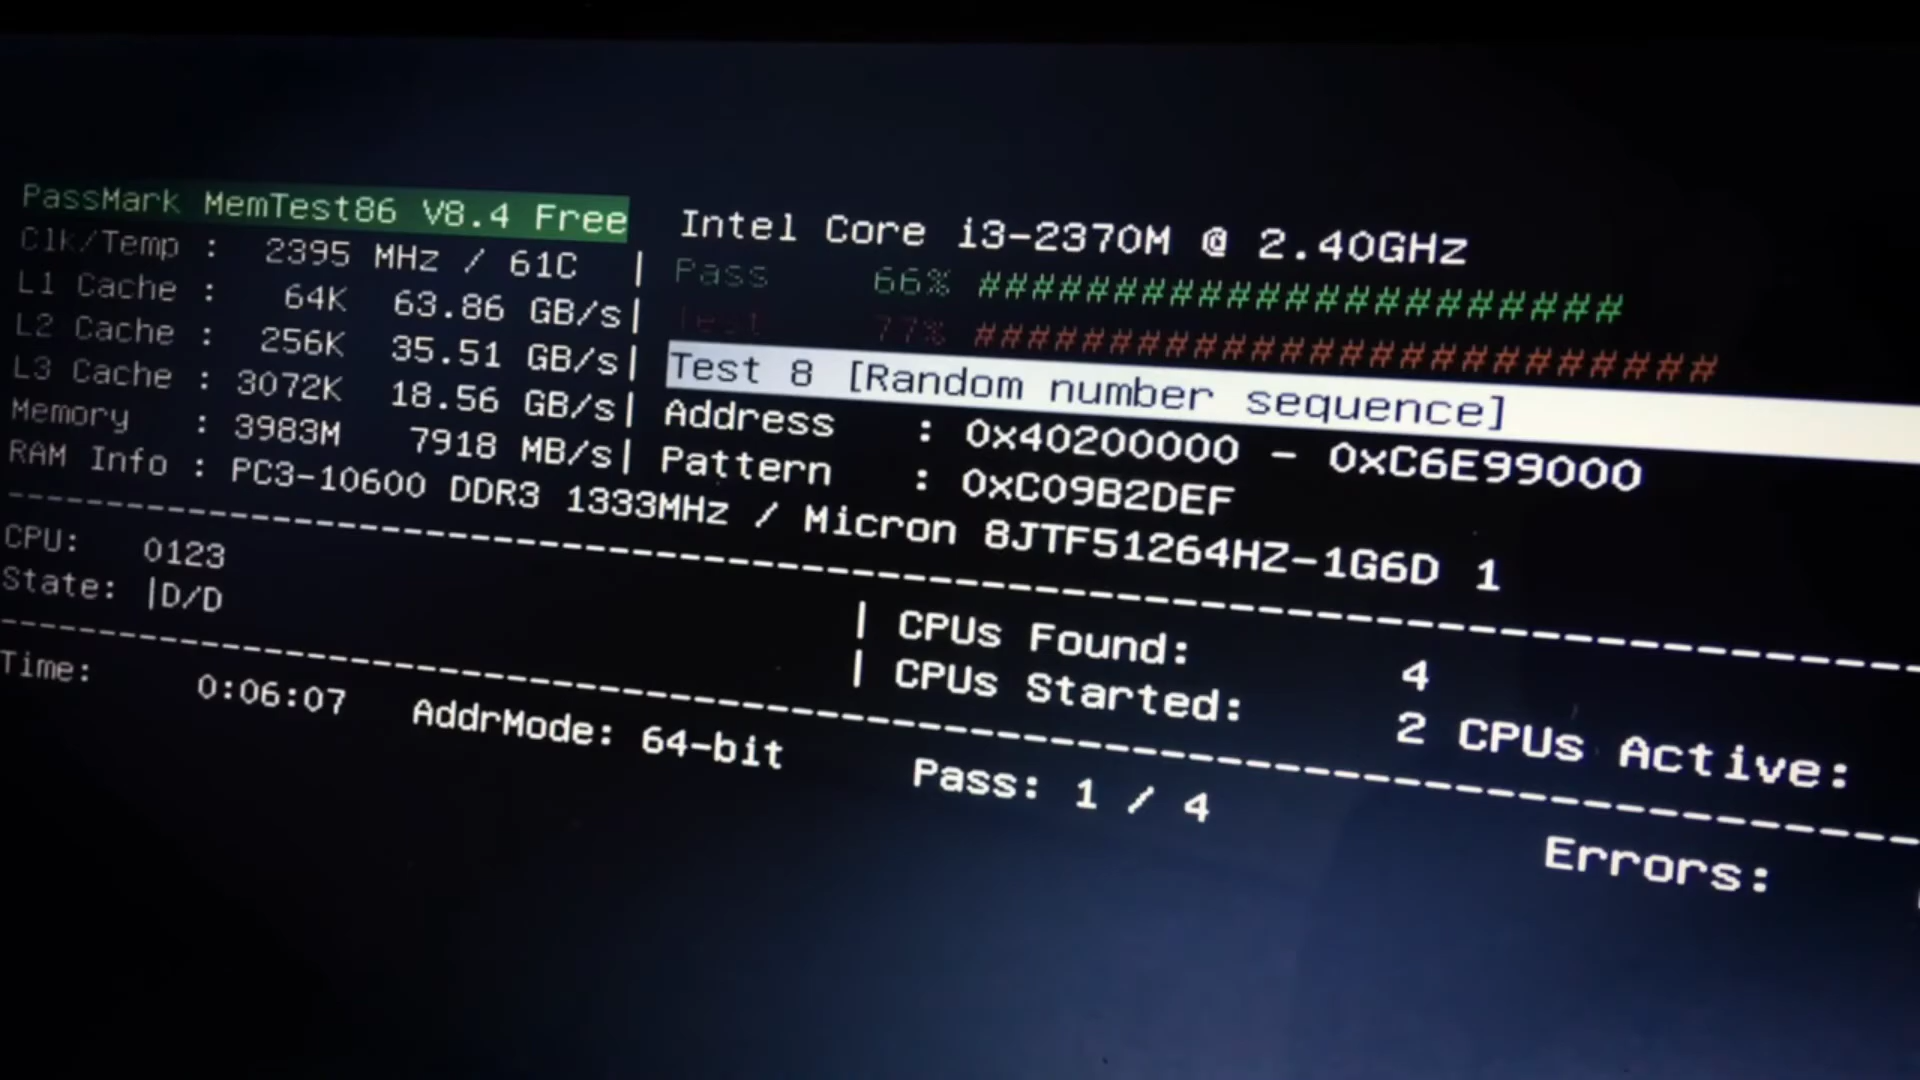 PassMark MemTest86 V8.4 Free Intel Core i3-2370M @ 2.40GHz
Clk/Temp : 2395 MHz / 61C | Pass 66% ########################
L1 Cache : 64K 63.86 GB/s| Test 77% ###########################
L2 Cache : 256K 35.51 GB/s| Test 8 [Random number sequence]
L3 Cache : 3072K 18.56 GB/s| Address : 0x40200000 - 0xC6E99000
Memory : 3983M 7918 MB/s| Pattern : 0xC09B2DEF
RAM Info : PC3-10600 DDR3 1333MHz / Micron 8JTF51264HZ-1G6D 1
CPU: 0123 | CPUs Found: 4
State: |D/D | CPUs Started: 2 CPUs Active:
Time: 0:06:07 AddrMode: 64-bit Pass: 1 / 4 Errors: